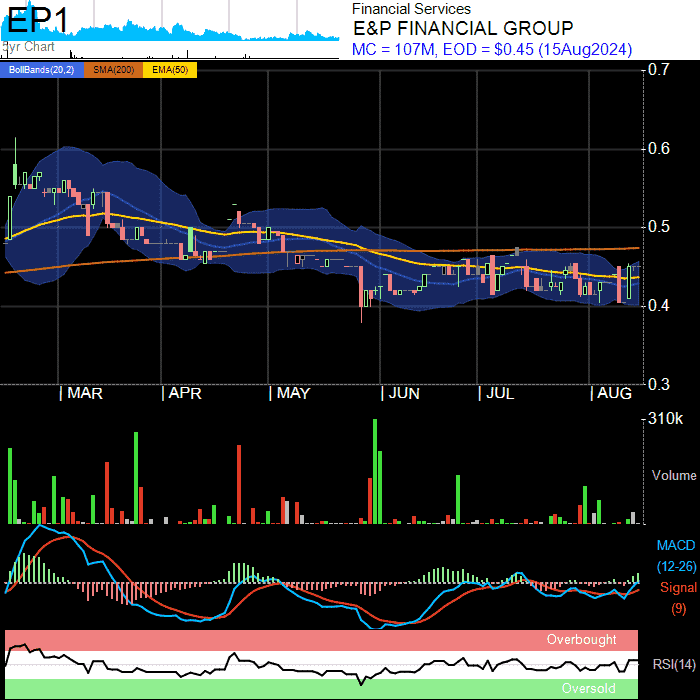 EP1
5yr Chart
Financial Services
E&P FINANCIAL GROUP
MC = 107M, EOD = $0.45 (15Aug2024)
BollBands(20,2) SMA(200) EMA(50)
0.7
0.6
0.5
0.4
0.3
MAR APR MAY JUN JUL AUG
310k
Volume
MACD
(12-26)
Signal
(9)
Overbought
RSI(14)
Oversold